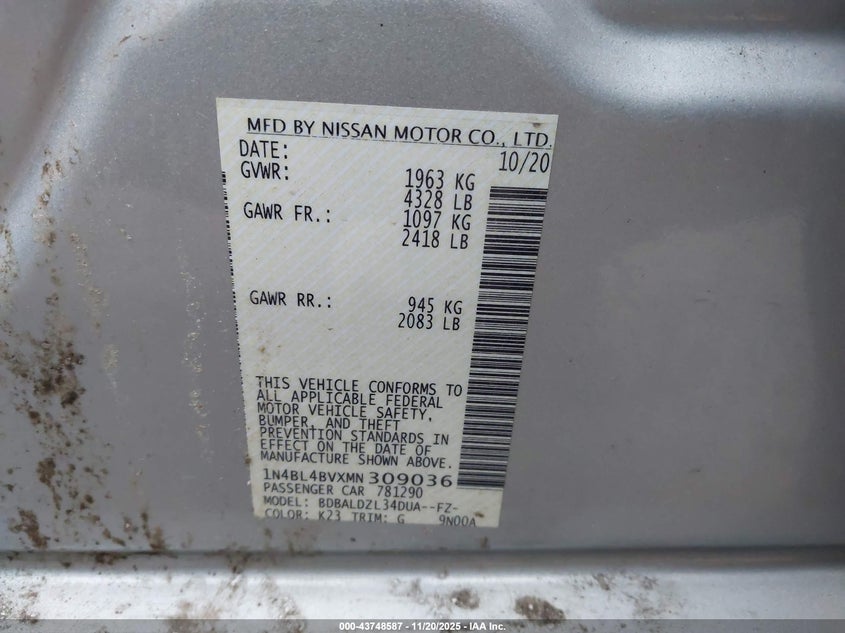 MFD BY NISSAN MOTOR CO., LTD.
DATE: 10/20
GVWR: 1963 KG
4328 LB
GAWR FR.: 1097 KG
2418 LB
GAWR RR.: 945 KG
2083 LB
THIS VEHICLE CONFORMS TO
ALL APPLICABLE FEDERAL
MOTOR VEHICLE SAFETY,
BUMPER, AND THEFT
PREVENTION STANDARDS IN
EFFECT ON THE DATE OF
MANUFACTURE SHOWN ABOVE.
1N4BL4BVXMN309036
PASSENGER CAR 781290
MODEL: BDBALDZL34DUA--FZ-
COLOR: K23 TRIM: G 9N00A
000-43748587 - 11/20/2025 - IAA Inc.